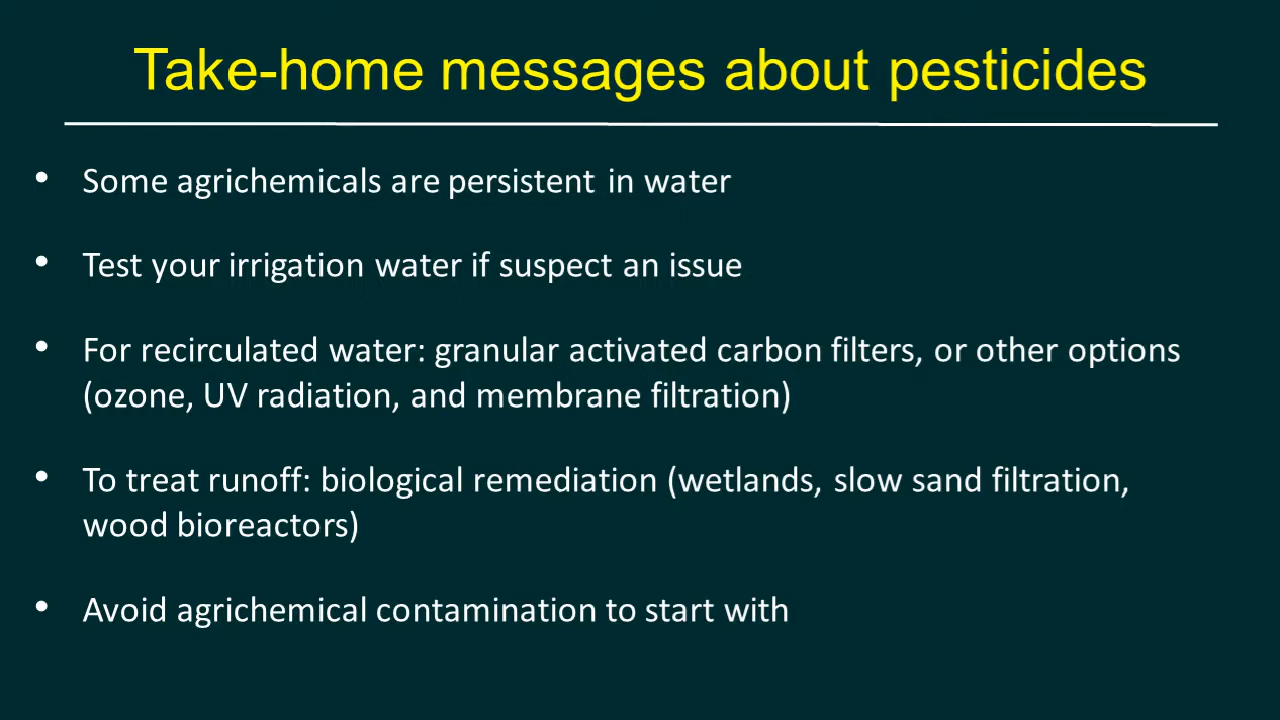 Take-home messages about pesticides
• Some agrichemicals are persistent in water
• Test your irrigation water if suspect an issue
• For recirculated water: granular activated carbon filters, or other options
(ozone, UV radiation, and membrane filtration)
• To treat runoff: biological remediation (wetlands, slow sand filtration,
wood bioreactors)
• Avoid agrichemical contamination to start with